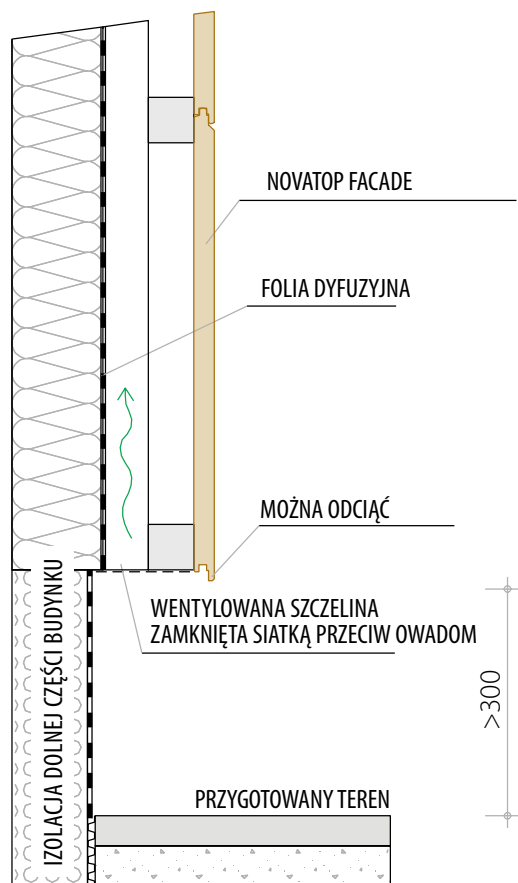 NOVATOP FACADE
FOLIA DYFUZYJNA
MOŻNA ODCIĄĆ
WENTYLOWANA SZCZELINA
ZAMKNIĘTA SIATKĄ PRZECIW OWADOM
IZOLACJA DOLNEJ CZĘŚCI BUDYNKU
>300
PRZYGOTOWANY TEREN